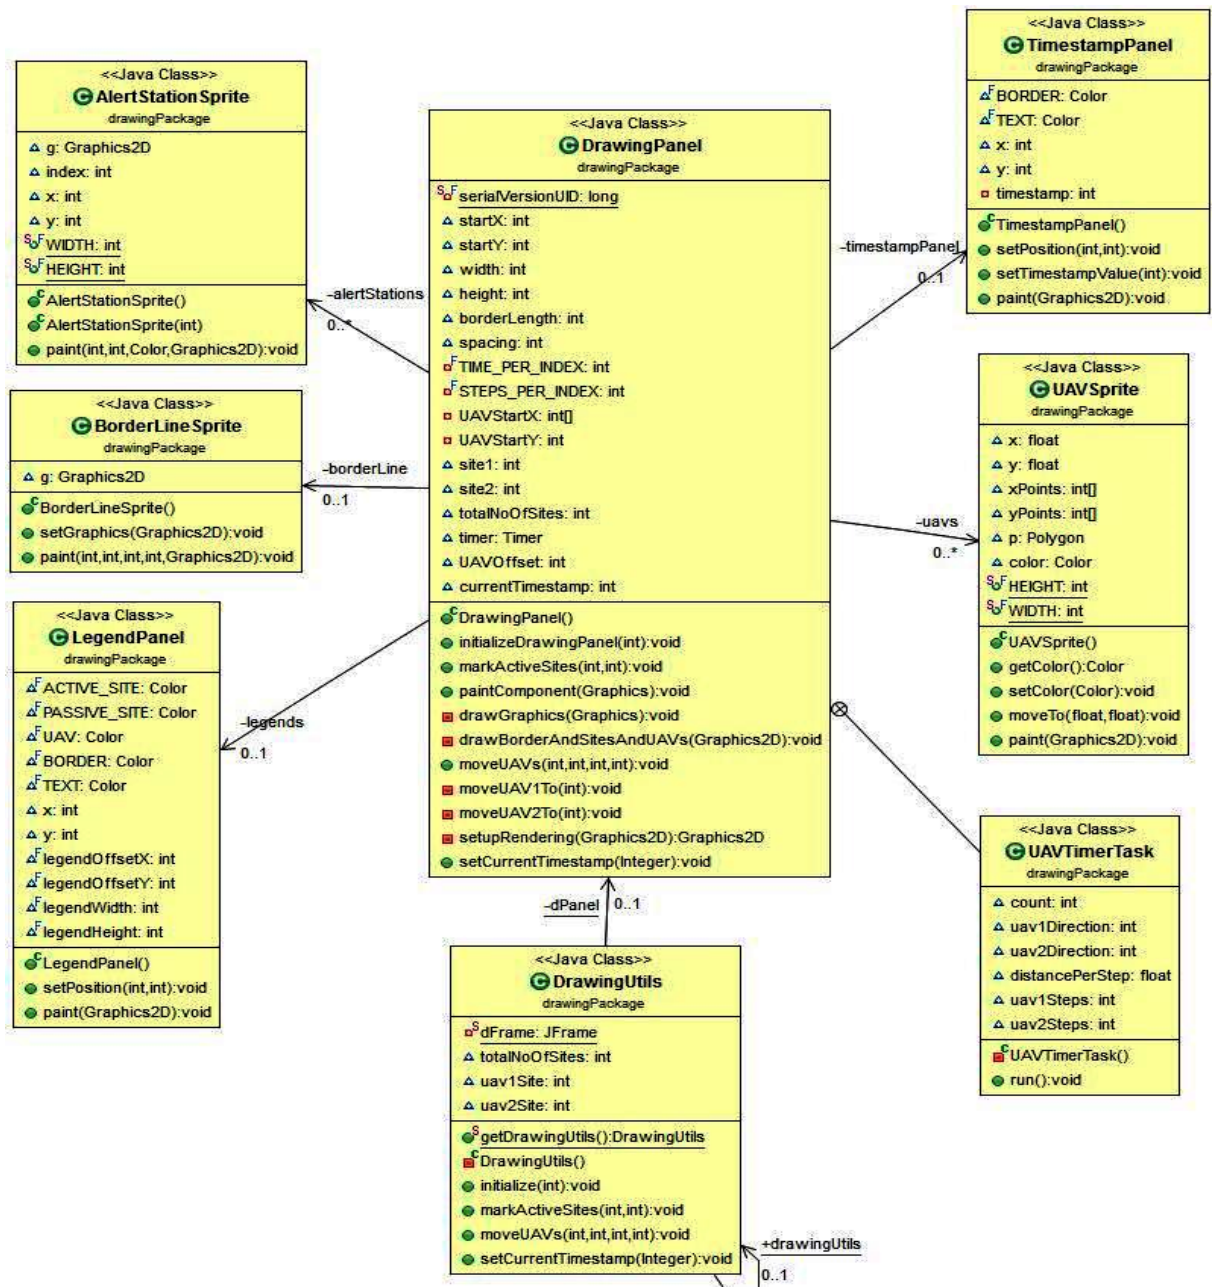 <<Java Class>>
AlertStationSprite
drawingPackage
g: Graphics2D
index: int
x: int
y: int
WIDTH: int
HEIGHT: int
AlertStationSprite()
AlertStationSprite(int)
paint(int,int,Color,Graphics2D):void
<<Java Class>>
BorderLineSprite
drawingPackage
g: Graphics2D
BorderLineSprite()
setGraphics(Graphics2D):void
paint(int,int,int,int,Graphics2D):void
<<Java Class>>
LegendPanel
drawingPackage
ACTIVE_SITE: Color
PASSIVE_SITE: Color
UAV: Color
BORDER: Color
TEXT: Color
x: int
y: int
legendOffsetX: int
legendOffsetY: int
legendWidth: int
legendHeight: int
LegendPanel()
setPosition(int,int):void
paint(Graphics2D):void
-alertStations
0..*
-borderLine
0..1
-legends
0..1
<<Java Class>>
DrawingPanel
drawingPackage
serialVersionUID: long
startX: int
startY: int
width: int
height: int
borderLength: int
spacing: int
TIME_PER_INDEX: int
STEPS_PER_INDEX: int
UAVStartX: int[]
UAVStartY: int
site1: int
site2: int
totalNoOfSites: int
timer: Timer
UAVOffset: int
currentTimestamp: int
DrawingPanel()
initializeDrawingPanel(int):void
markActiveSites(int,int):void
paintComponent(Graphics):void
drawGraphics(Graphics):void
drawBorderAndSitesAndUAVs(Graphics2D):void
moveUAVs(int,int,int,int):void
moveUAV1To(int):void
moveUAV2To(int):void
setupRendering(Graphics2D):Graphics2D
setCurrentTimestamp(Integer):void
-dPanel
0..1
<<Java Class>>
DrawingUtils
drawingPackage
dFrame: JFrame
totalNoOfSites: int
uav1Site: int
uav2Site: int
getDrawingUtils():DrawingUtils
DrawingUtils()
initialize(int):void
markActiveSites(int,int):void
moveUAVs(int,int,int,int):void
setCurrentTimestamp(Integer):void
+drawingUtils
0..1
-timestampPanel
0..1
-uavs
0..*
<<Java Class>>
TimestampPanel
drawingPackage
BORDER: Color
TEXT: Color
x: int
y: int
timestamp: int
TimestampPanel()
setPosition(int,int):void
setTimestampValue(int):void
paint(Graphics2D):void
<<Java Class>>
UAVSprite
drawingPackage
x: float
y: float
xPoints: int[]
yPoints: int[]
p: Polygon
color: Color
HEIGHT: int
WIDTH: int
UAVSprite()
getColor():Color
setColor(Color):void
moveTo(float,float):void
paint(Graphics2D):void
<<Java Class>>
UAVTimerTask
drawingPackage
count: int
uav1Direction: int
uav2Direction: int
distancePerStep: float
uav1Steps: int
uav2Steps: int
UAVTimerTask()
run():void